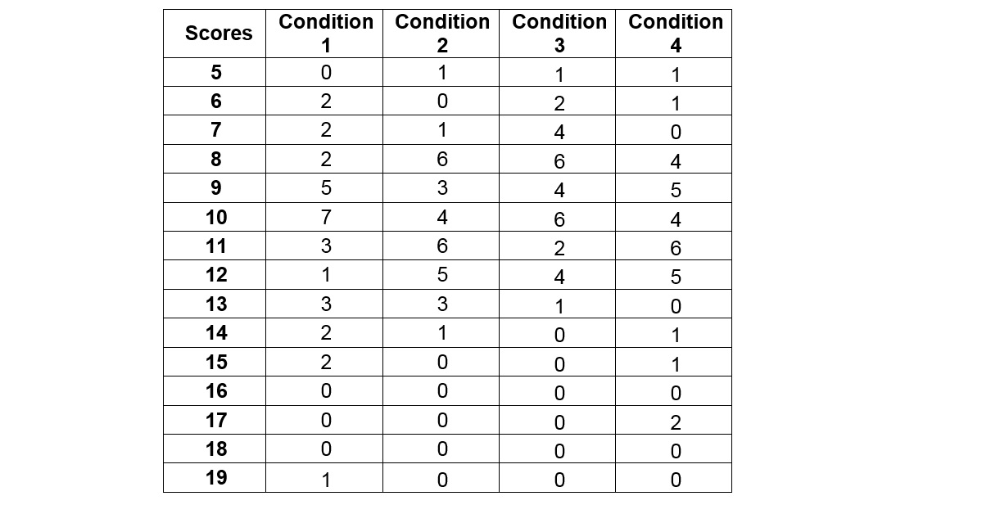 Scores Condition 1 Condition 2 Condition 3 Condition 4
5 0 1 1 1
6 2 0 2 1
7 2 1 4 0
8 2 6 6 4
9 5 3 4 5
10 7 4 6 4
11 3 6 2 6
12 1 5 4 5
13 3 3 1 0
14 2 1 0 1
15 2 0 0 1
16 0 0 0 0
17 0 0 0 2
18 0 0 0 0
19 1 0 0 0